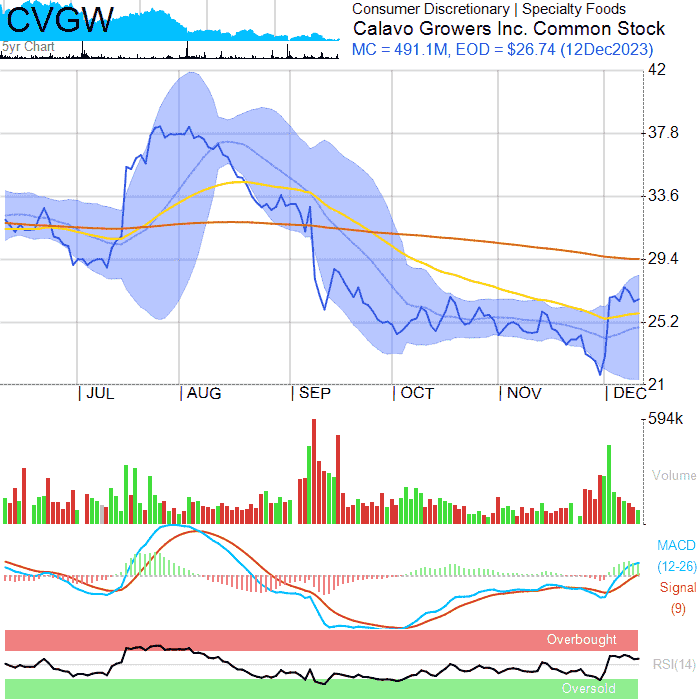 CVGW
5yr Chart
Consumer Discretionary | Specialty Foods
Calavo Growers Inc. Common Stock
MC = 491.1M, EOD = $26.74 (12Dec2023)
42
37.8
33.6
29.4
25.2
21
JUL AUG SEP OCT NOV DEC
594k
Volume
MACD
(12-26)
Signal
(9)
Overbought
RSI(14)
Oversold